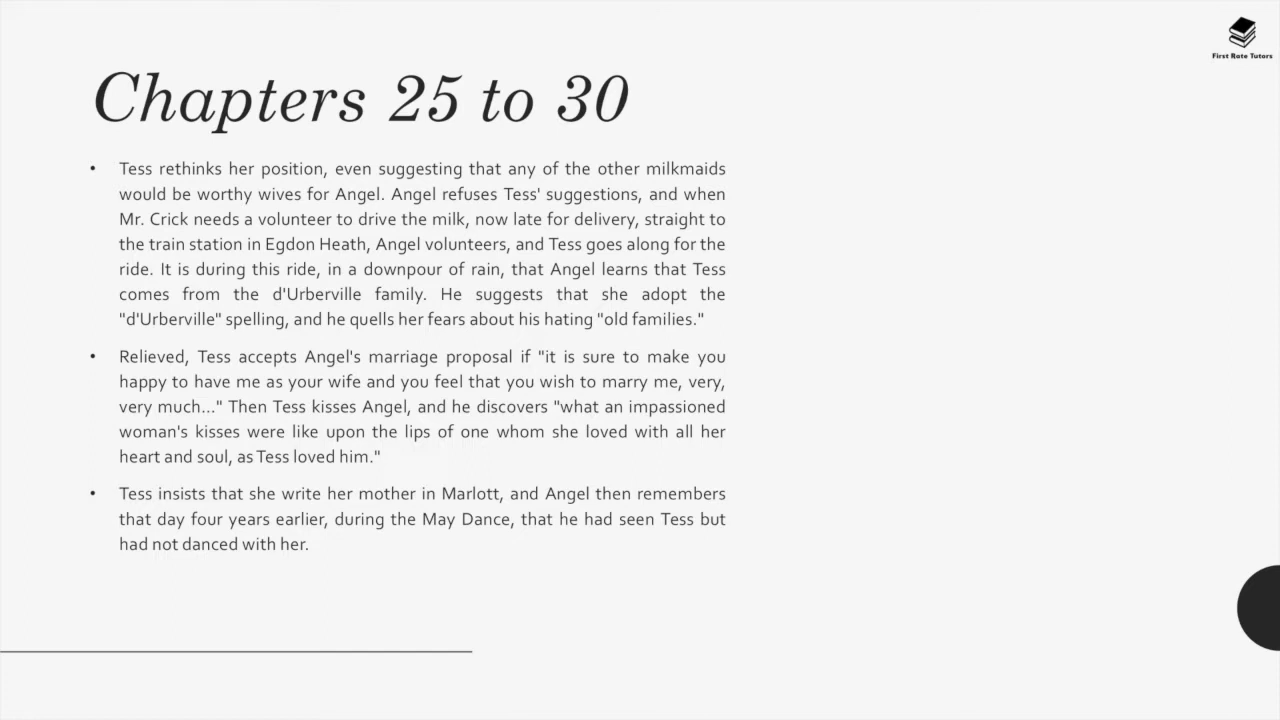 First Rate Tutors
Chapters 25 to 30
• Tess rethinks her position, even suggesting that any of the other milkmaids
would be worthy wives for Angel. Angel refuses Tess' suggestions, and when
Mr. Crick needs a volunteer to drive the milk, now late for delivery, straight to
the train station in Egdon Heath, Angel volunteers, and Tess goes along for the
ride. It is during this ride, in a downpour of rain, that Angel learns that Tess
comes from the d'Urberville family. He suggests that she adopt the
"d'Urberville" spelling, and he quells her fears about his hating "old families."
• Relieved, Tess accepts Angel's marriage proposal if "it is sure to make you
happy to have me as your wife and you feel that you wish to marry me, very,
very much..." Then Tess kisses Angel, and he discovers "what an impassioned
woman's kisses were like upon the lips of one whom she loved with all her
heart and soul, as Tess loved him."
• Tess insists that she write her mother in Marlott, and Angel then remembers
that day four years earlier, during the May Dance, that he had seen Tess but
had not danced with her.